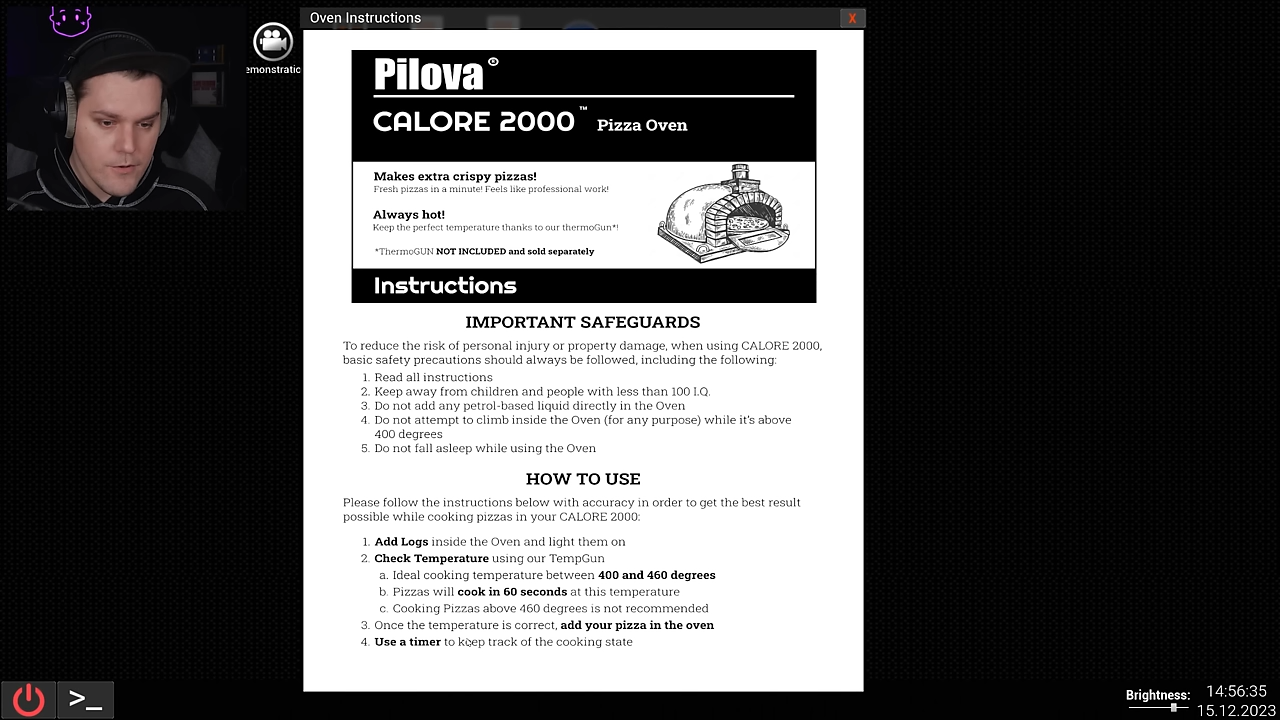 Oven Instructions
X
emonstratio
Pilova®
CALORE 2000™ Pizza Oven
Makes extra crispy pizzas!
Fresh pizzas in a minute! Feels like professional work!
Always hot!
Keep the perfect temperature thanks to our thermoGun*!
*ThermoGUN NOT INCLUDED and sold separately
Instructions
IMPORTANT SAFEGUARDS
To reduce the risk of personal injury or property damage, when using CALORE 2000,
basic safety precautions should always be followed, including the following:
1. Read all instructions
2. Keep away from children and people with less than 100 I.Q.
3. Do not add any petrol-based liquid directly in the Oven
4. Do not attempt to climb inside the Oven (for any purpose) while it's above
400 degrees
5. Do not fall asleep while using the Oven
HOW TO USE
Please follow the instructions below with accuracy in order to get the best result
possible while cooking pizzas in your CALORE 2000:
1. Add Logs inside the Oven and light them on
2. Check Temperature using our TempGun
a. Ideal cooking temperature between 400 and 460 degrees
b. Pizzas will cook in 60 seconds at this temperature
c. Cooking Pizzas above 460 degrees is not recommended
3. Once the temperature is correct, add your pizza in the oven
4. Use a timer to keep track of the cooking state
>_
Brightness:
14:56:35
15.12.2023